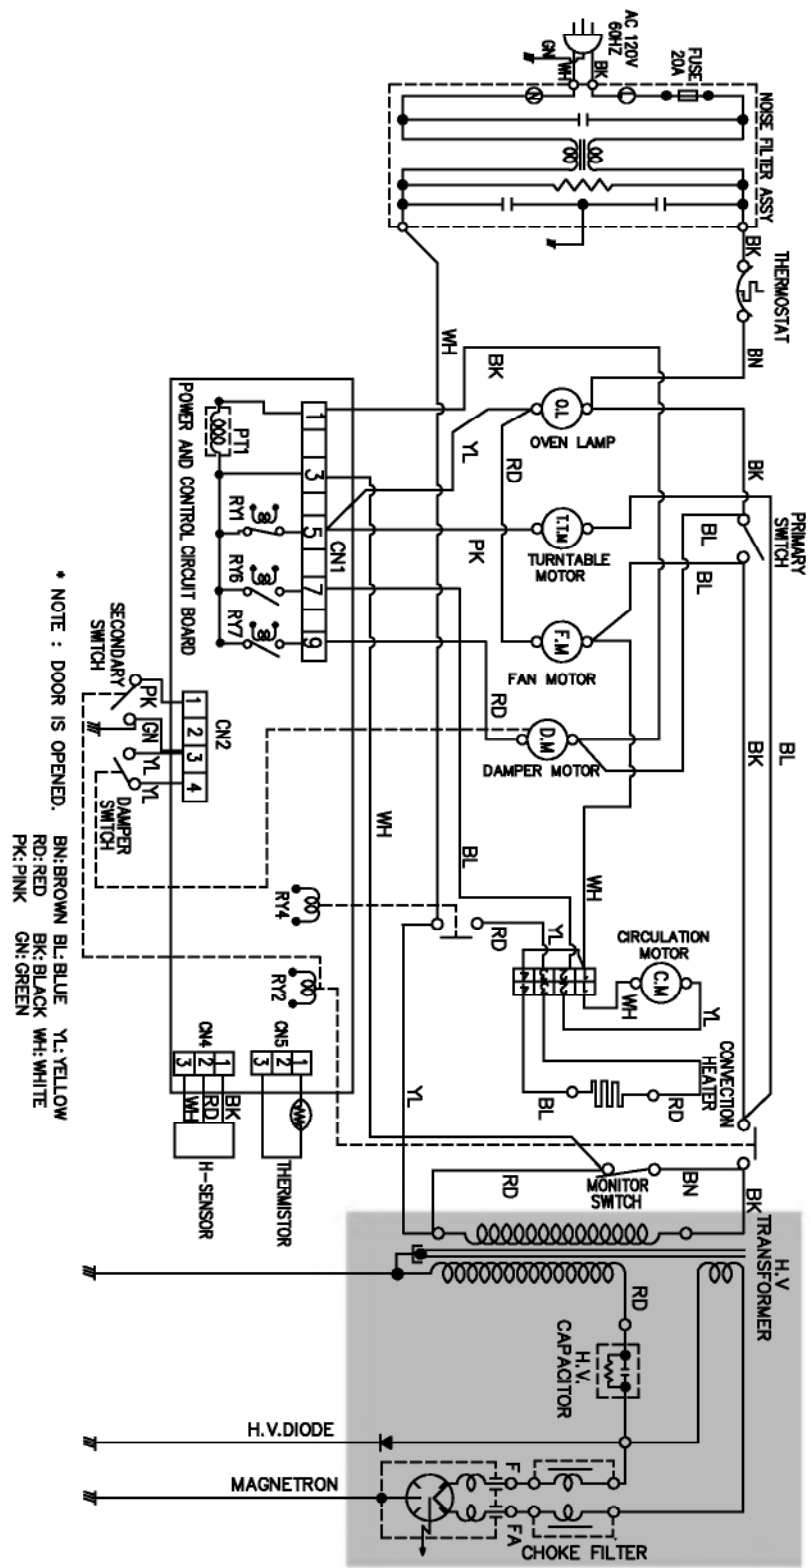 AC 120V
60HZ
GN
WH
BK
FUSE
20A
N
L
NOISE FILTER ASSY
BK
THERMOSTAT
BN
WH
BK
O.L
OVEN LAMP
YL
RD
BK
PRIMARY
SWITCH
BL
BL
T.T.M
TURNTABLE
MOTOR
PK
F.M
FAN MOTOR
D.M
DAMPER MOTOR
RD
BK
BL
POWER AND CONTROL CIRCUIT BOARD
PT1
1
3
5
7
9
CN1
RY1
RY6
RY7
SECONDARY
SWITCH
PK
GN
YL
YL
1
2
3
4
CN2
DAMPER
SWITCH
WH
BL
WH
RY4
RY2
RD
YL
1
2
3
4
CIRCULATION
MOTOR
C.M
WH
YL
CONVECTION
HEATER
BL
RD
CN4
3
2
1
WH
RD
BK
H-SENSOR
CN5
3
2
1
THERMISTOR
YL
RD
MONITOR
SWITCH
BN
BK
H.V
TRANSFORMER
RD
H.V.
CAPACITOR
H.V.DIODE
MAGNETRON
F
FA
CHOKE FILTER
* NOTE : DOOR IS OPENED.
BN:BROWN BL:BLUE YL:YELLOW
RD:RED BK:BLACK WH:WHITE
PK:PINK GN:GREEN